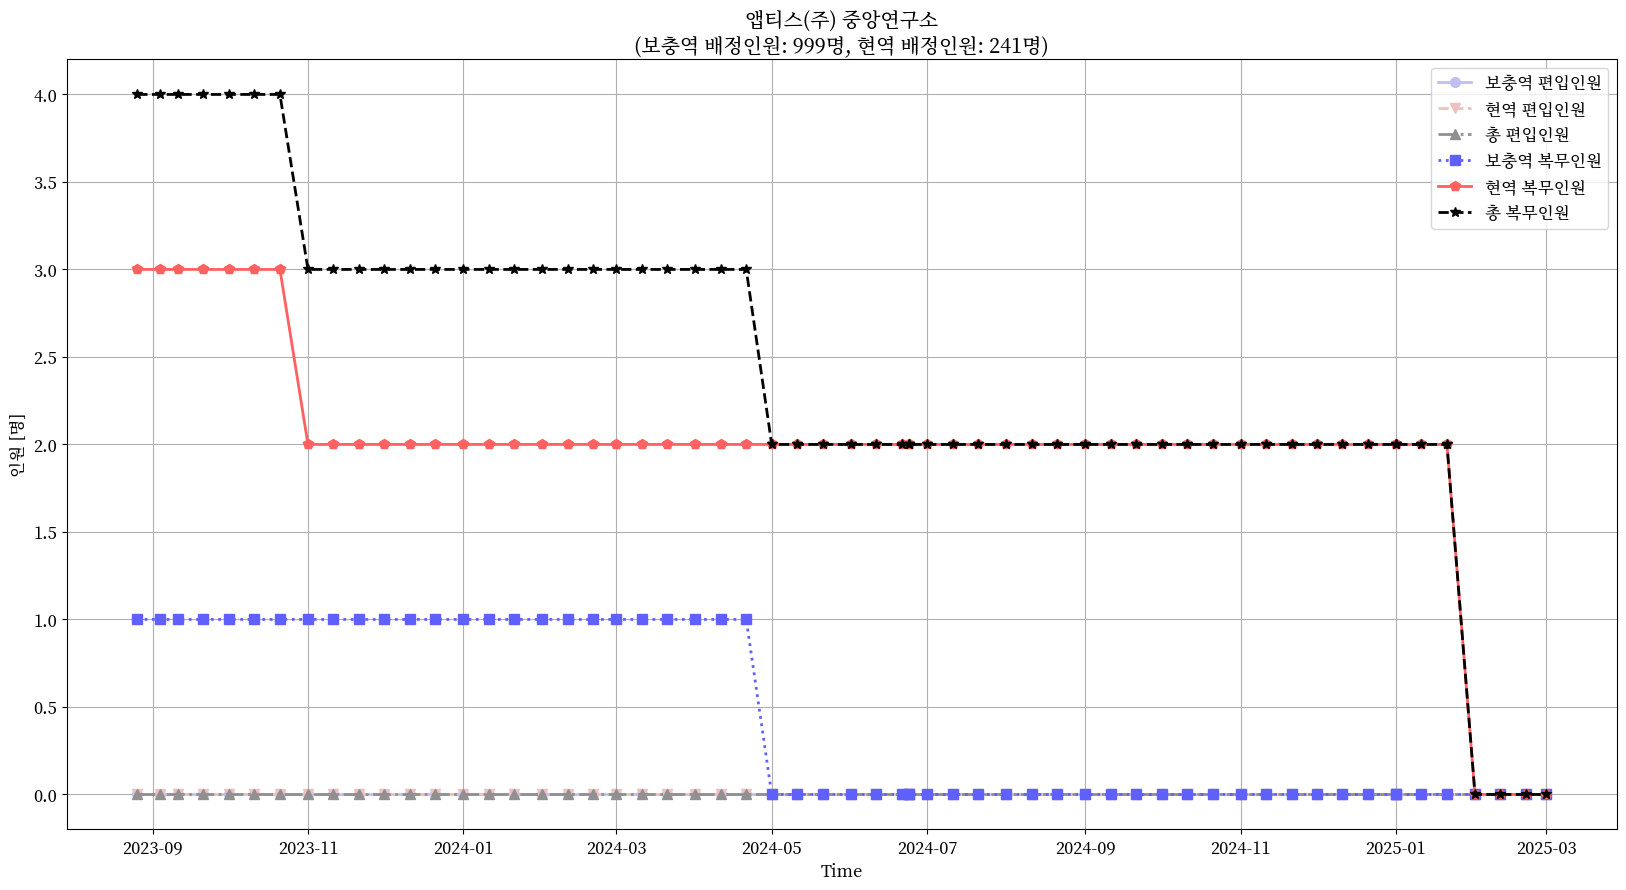 앱티스(주) 중앙연구소
(보충역 배정인원: 999명, 현역 배정인원: 241명)
보충역 편입인원
현역 편입인원
총 편입인원
보충역 복무인원
현역 복무인원
총 복무인원
인원 [명]
4.0
3.5
3.0
2.5
2.0
1.5
1.0
0.5
0.0
2023-09
2023-11
2024-01
2024-03
2024-05
2024-07
2024-09
2024-11
2025-01
2025-03
Time